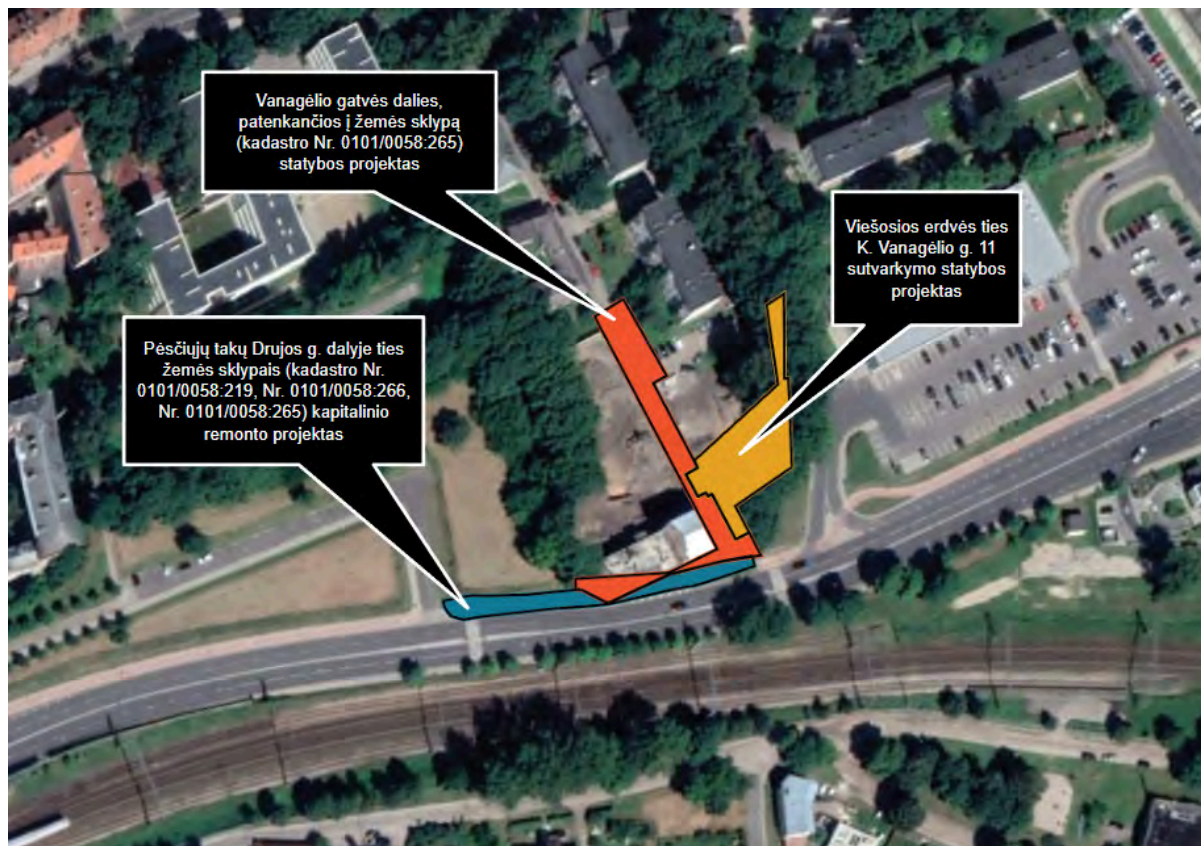 Vanagėlio gatvės dalies,
patenkančios į žemės sklypą
(kadastro Nr. 0101/0058:265)
statybos projektas
Viešosios erdvės ties
K. Vanagėlio g. 11
sutvarkymo statybos
projektas
Pėsčiųjų takų Drujos g. dalyje ties
žemės sklypais (kadastro Nr.
0101/0058:219, Nr. 0101/0058:266,
Nr. 0101/0058:265) kapitalinio
remonto projektas